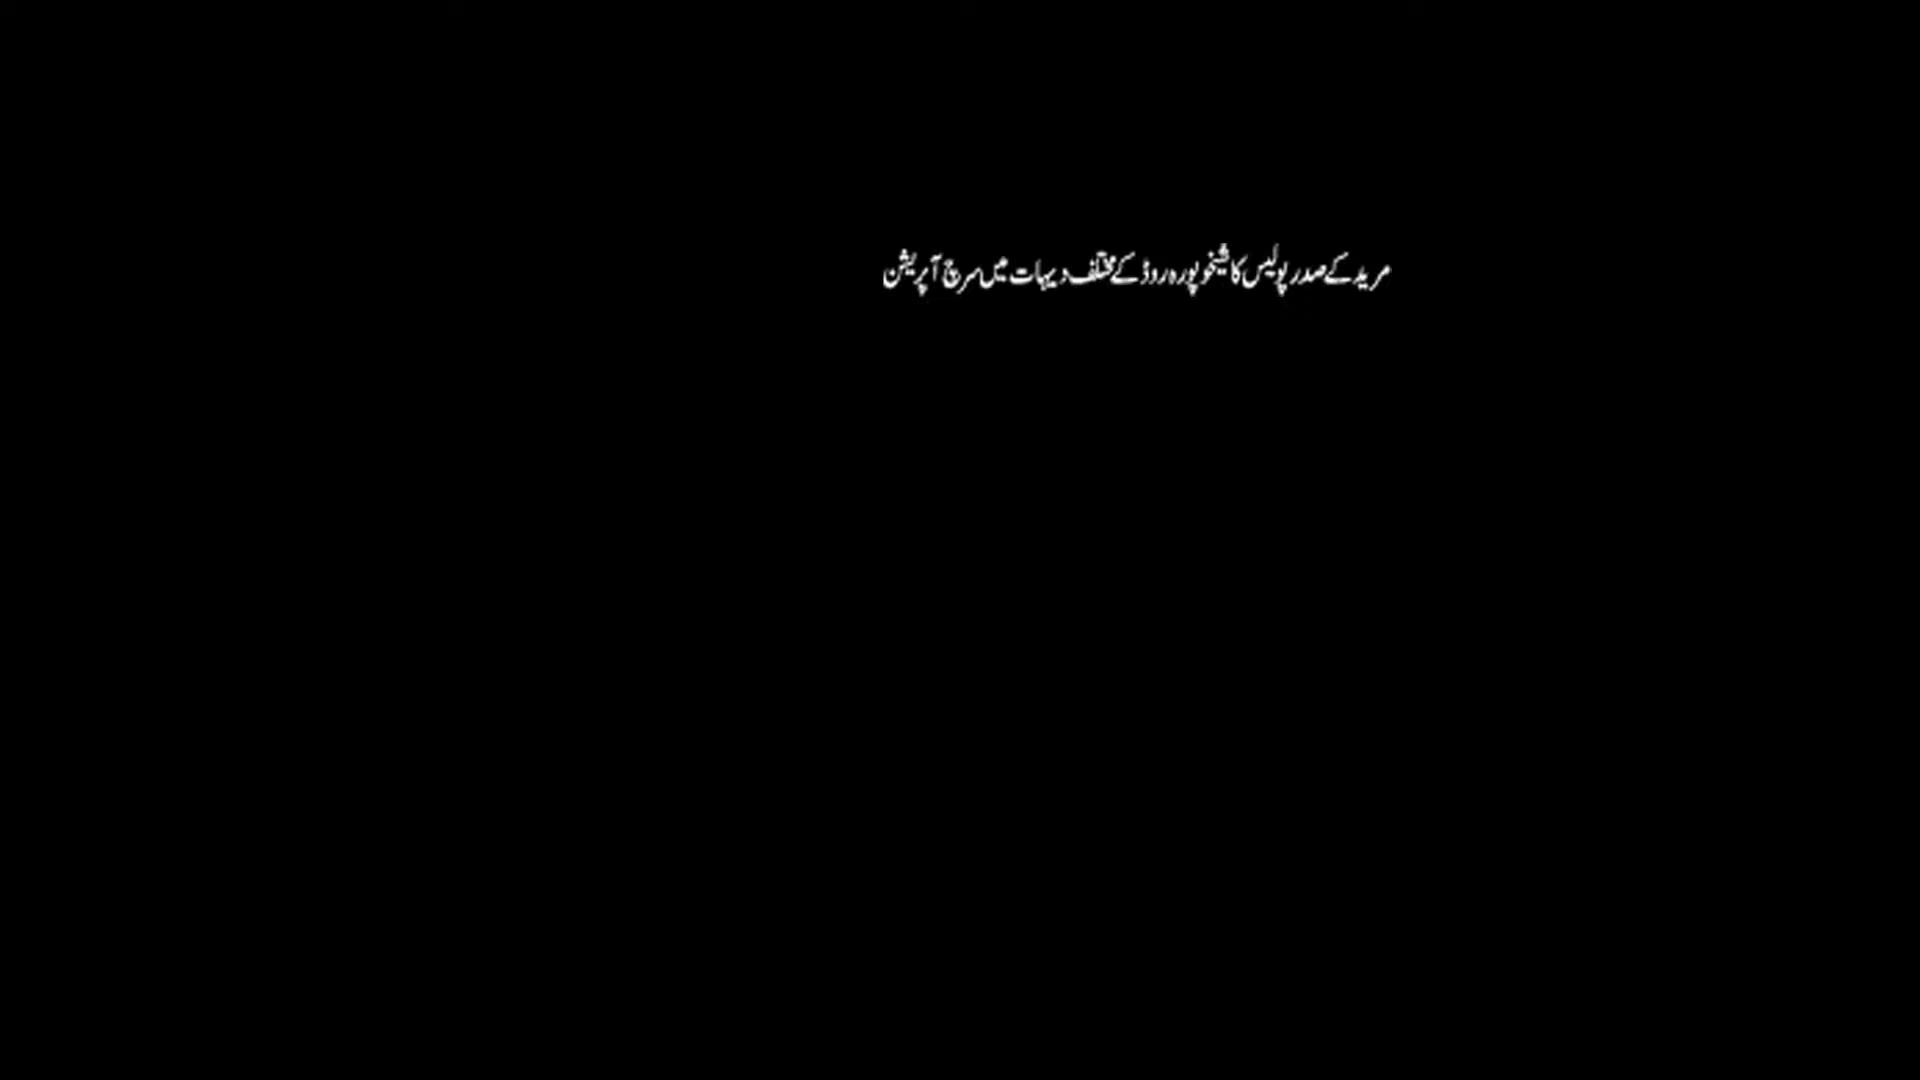 مرید کے صدر پولیس کا شیخوپورہ روڈ کے مختلف دیہات میں سرچ آپریشن